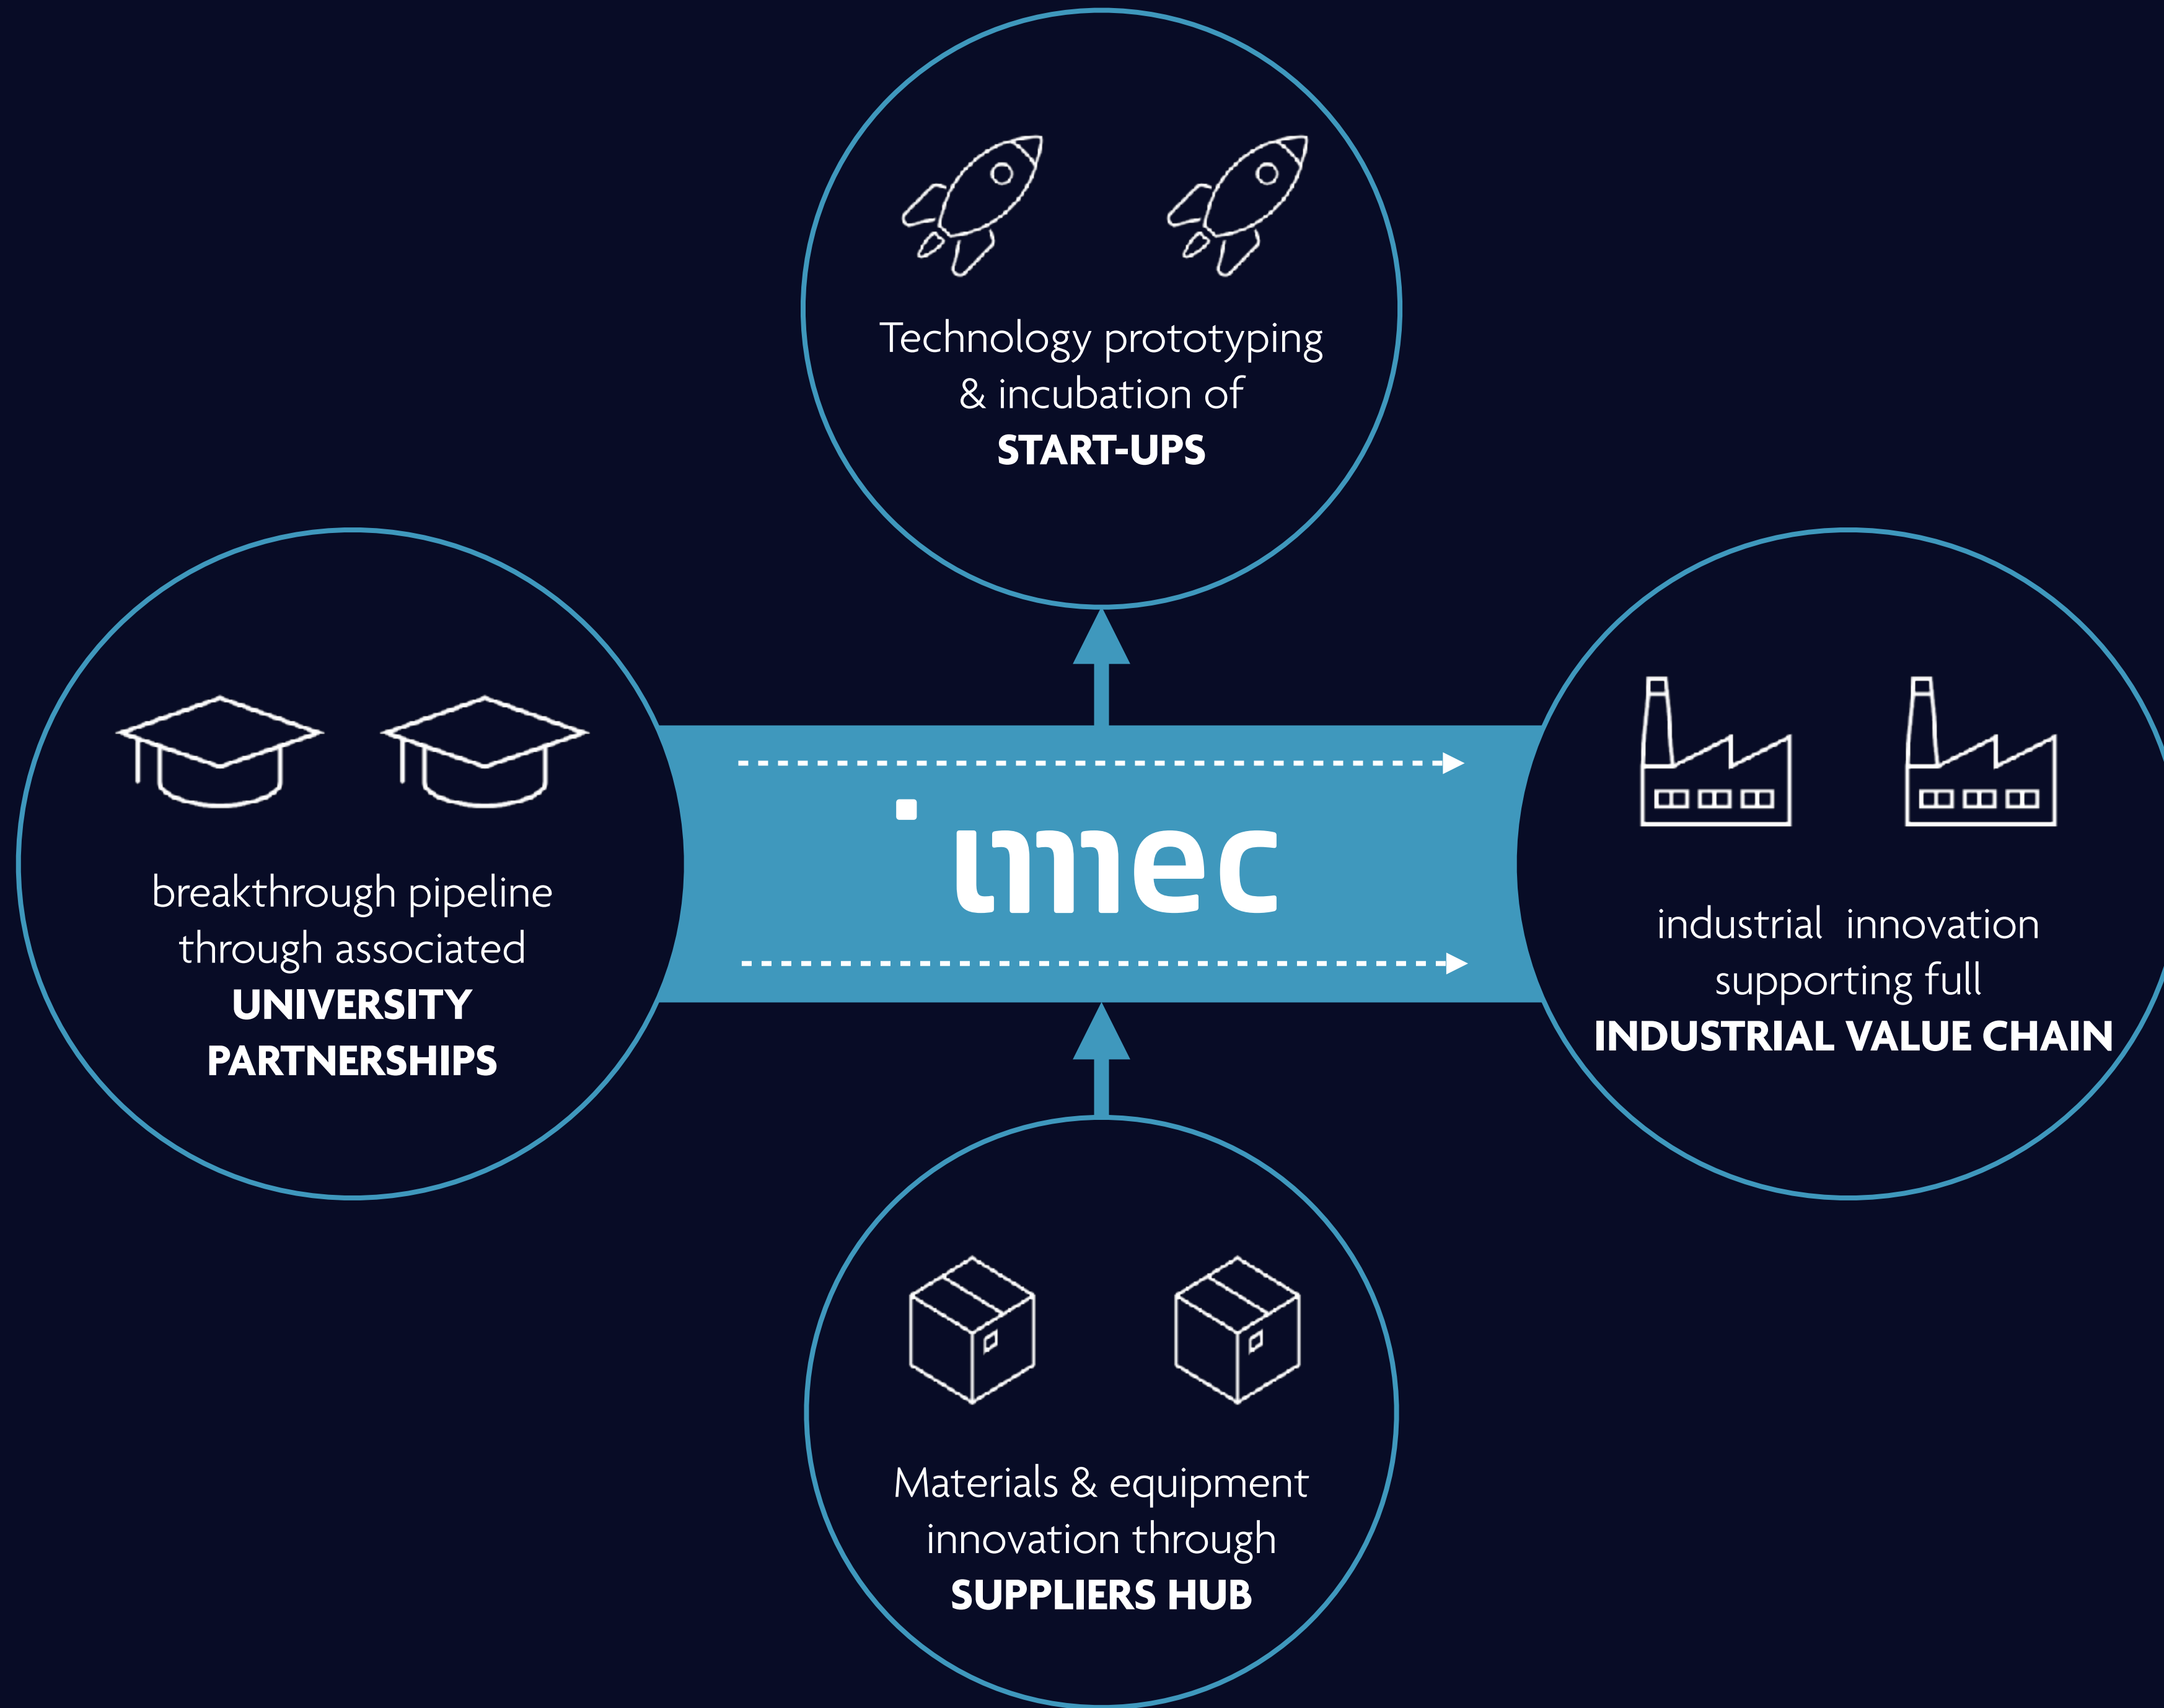 Technology prototyping
& incubation of
START-UPS
breakthrough pipeline
through associated
UNIVERSITY
PARTNERSHIPS
imec
industrial innovation
supporting full
INDUSTRIAL VALUE CHAIN
Materials & equipment
innovation through
SUPPLIERS HUB